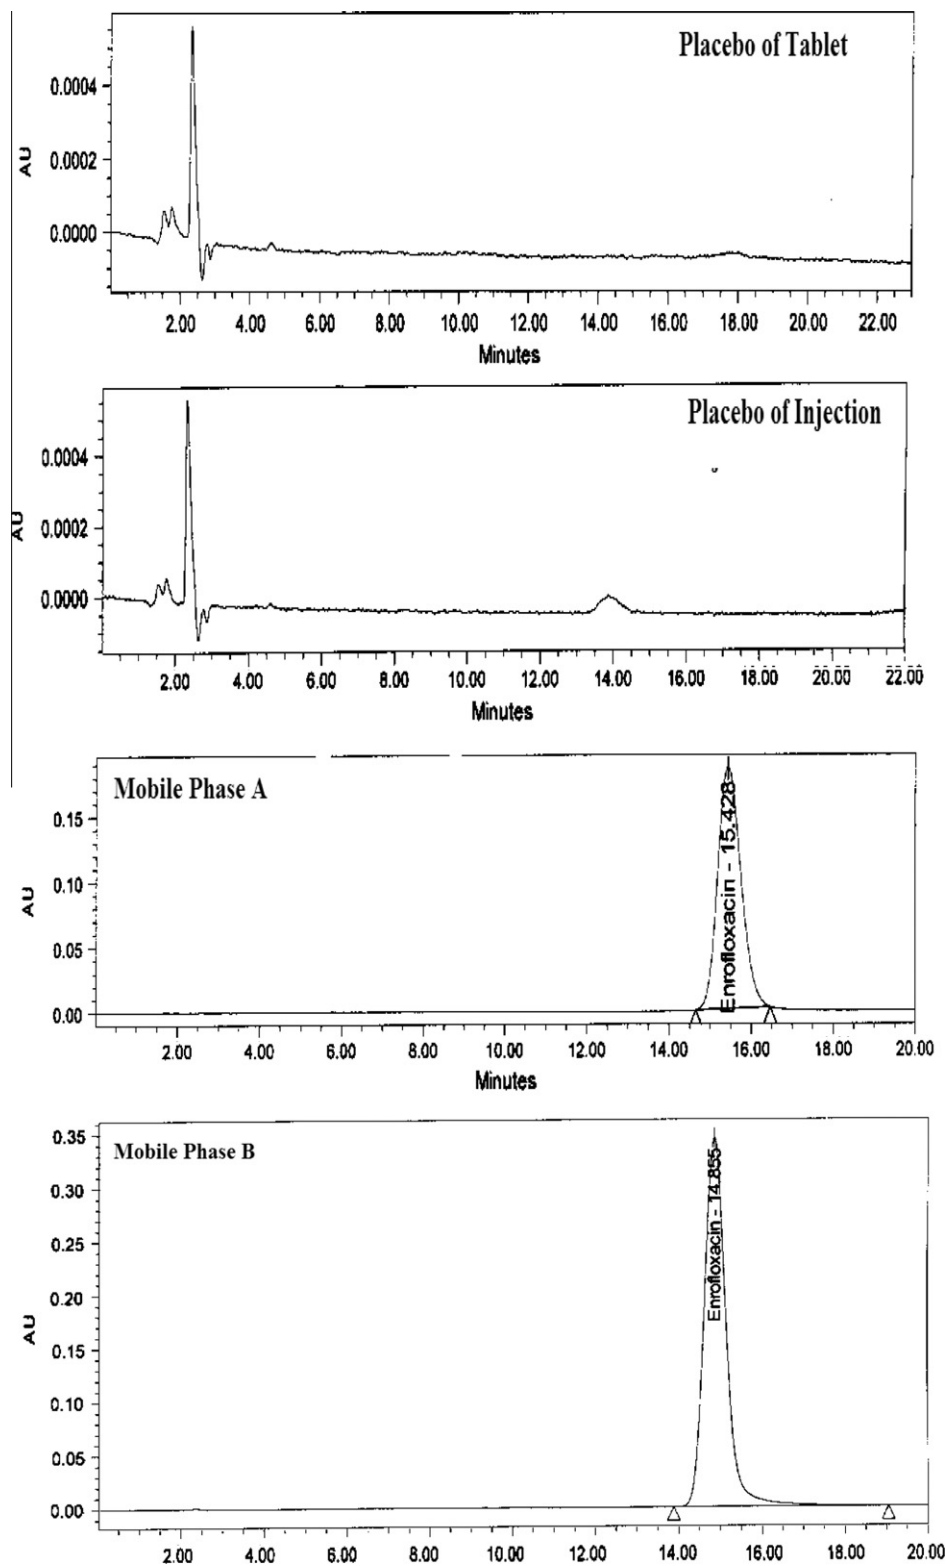 Placebo of Tablet
AU
0.0004
0.0002
0.0000
2.00 4.00 6.00 8.00 10.00 12.00 14.00 16.00 18.00 20.00 22.00
Minutes
Placebo of Injection
AU
0.0004
0.0002
0.0000
2.00 4.00 6.00 8.00 10.00 12.00 14.00 16.00 18.00 20.00 22.00
Minutes
Mobile Phase A
AU
0.15
0.10
0.05
0.00
Enrofloxacin - 15.428
2.00 4.00 6.00 8.00 10.00 12.00 14.00 16.00 18.00 20.00
Minutes
Mobile Phase B
AU
0.35
0.30
0.25
0.20
0.15
0.10
0.05
0.00
Enrofloxacin - 14.855
2.00 4.00 6.00 8.00 10.00 12.00 14.00 16.00 18.00 20.00